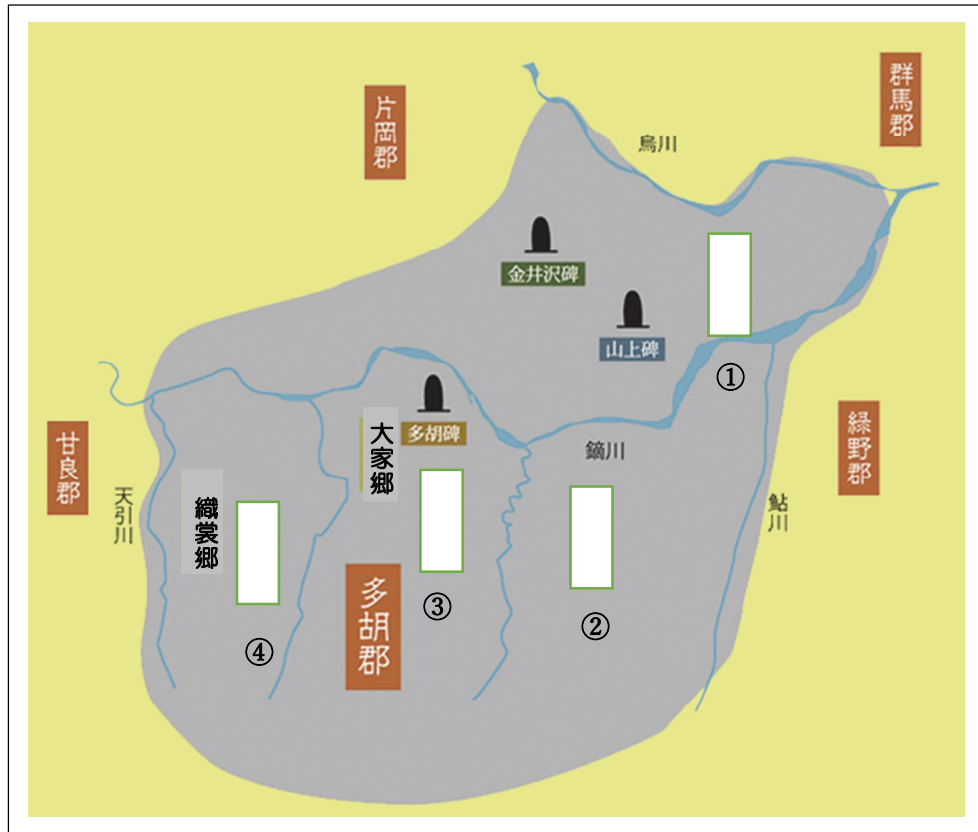 群馬郡
片岡郡
烏川
金井沢碑
山上碑
①
多胡碑
大家郷
鏑川
緑野郡
甘良郡
天引川
織裳郷
鮎川
多胡郡
③
②
④